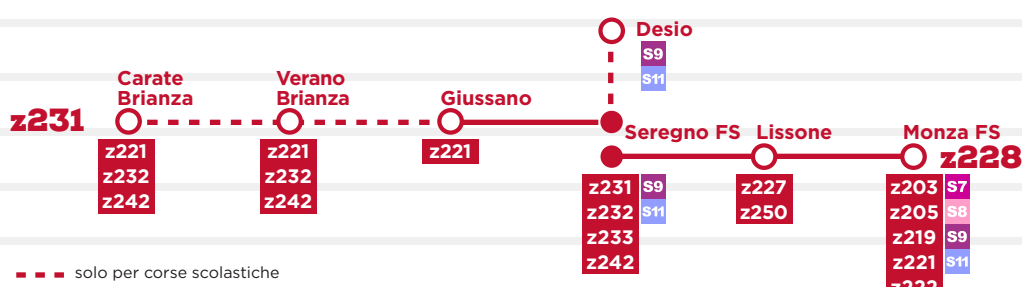 Desio
S9
S11
Carate
Brianza
Verano
Brianza
Giussano
z231
z221
z232
z242
z221
z232
z242
z221
Seregno FS
Lissone
Monza FS
z228
z231 S9
z232 S11
z233
z242
z227
z250
z203 S7
z205 S8
z219 S9
z221 S11
solo per corse scolastiche